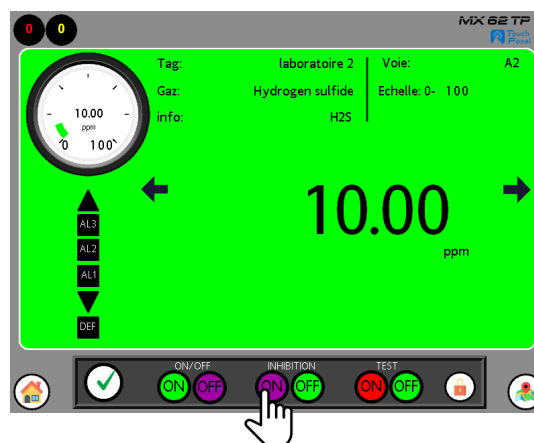 0 0
MX 62 TP
Touch
Panel
Tag: laboratoire 2 Voie: A2
Gaz: Hydrogen sulfide Echelle: 0- 100
info: H2S
10.00
ppm
0 100
10.00
ppm
AL3
AL2
AL1
DEF
ON/OFF INHIBITION TEST
ON OFF ON OFF ON OFF